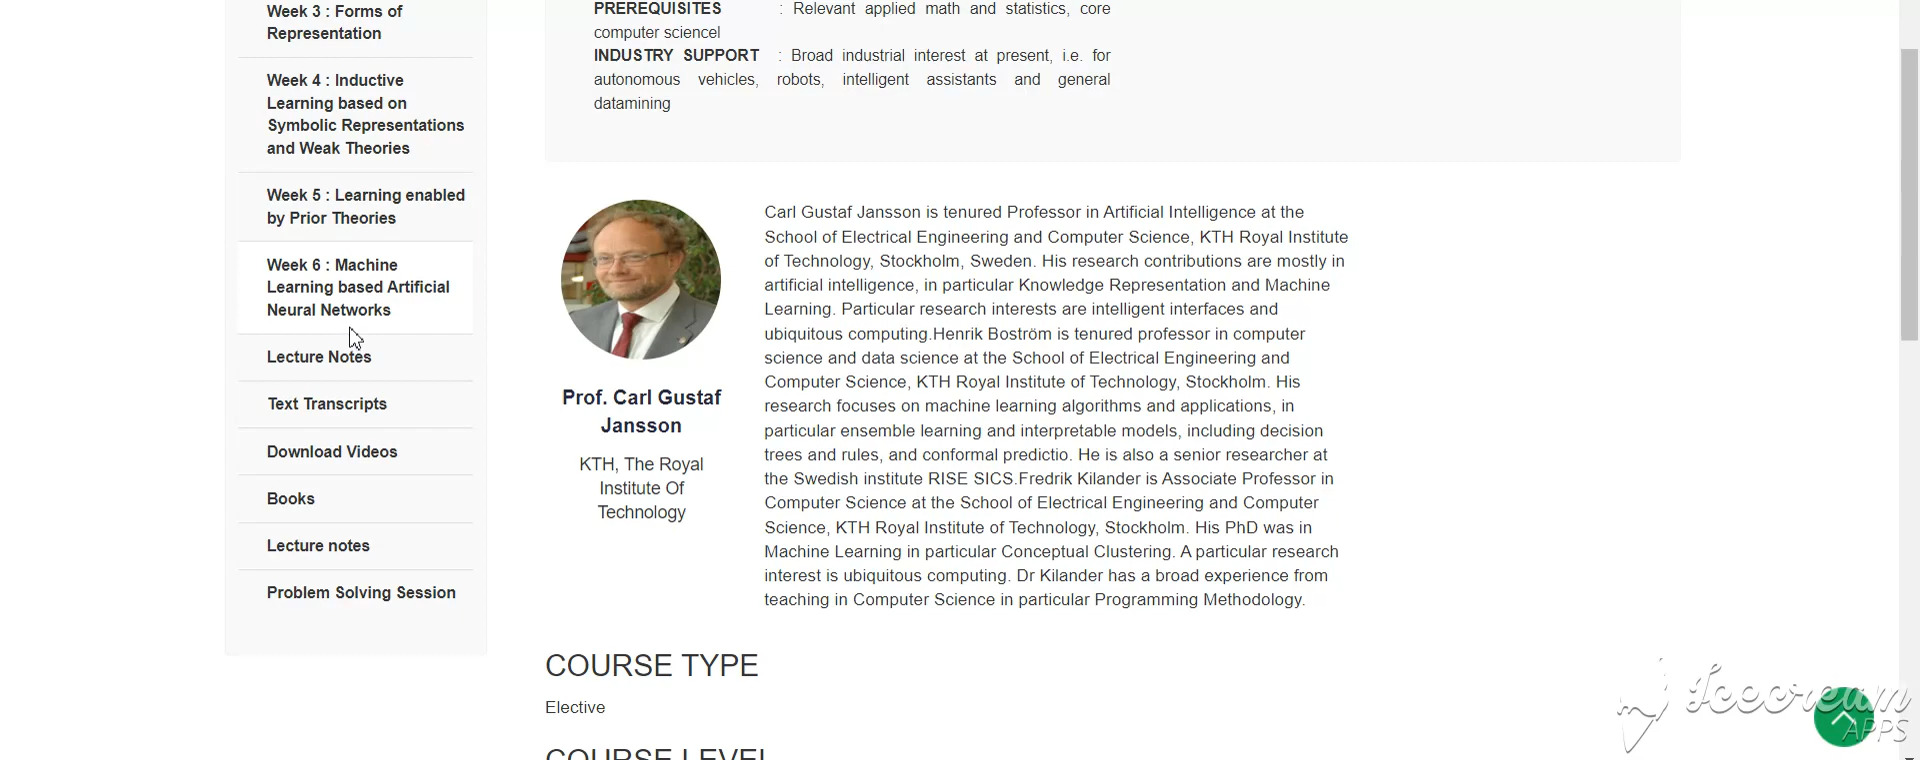 Week 3 : Forms of
Representation
Week 4 : Inductive
Learning based on
Symbolic Representations
and Weak Theories
Week 5 : Learning enabled
by Prior Theories
Week 6 : Machine
Learning based Artificial
Neural Networks
Lecture Notes
Text Transcripts
Download Videos
Books
Lecture notes
Problem Solving Session
PREREQUISITES : Relevant applied math and statistics, core
computer sciencel
INDUSTRY SUPPORT : Broad industrial interest at present, i.e. for
autonomous vehicles, robots, intelligent assistants and general
datamining
Prof. Carl Gustaf
Jansson
KTH, The Royal
Institute Of
Technology
Carl Gustaf Jansson is tenured Professor in Artificial Intelligence at the
School of Electrical Engineering and Computer Science, KTH Royal Institute
of Technology, Stockholm, Sweden. His research contributions are mostly in
artificial intelligence, in particular Knowledge Representation and Machine
Learning. Particular research interests are intelligent interfaces and
ubiquitous computing.Henrik Boström is tenured professor in computer
science and data science at the School of Electrical Engineering and
Computer Science, KTH Royal Institute of Technology, Stockholm. His
research focuses on machine learning algorithms and applications, in
particular ensemble learning and interpretable models, including decision
trees and rules, and conformal predictio. He is also a senior researcher at
the Swedish institute RISE SICS.Fredrik Kilander is Associate Professor in
Computer Science at the School of Electrical Engineering and Computer
Science, KTH Royal Institute of Technology, Stockholm. His PhD was in
Machine Learning in particular Conceptual Clustering. A particular research
interest is ubiquitous computing. Dr Kilander has a broad experience from
teaching in Computer Science in particular Programming Methodology.
COURSE TYPE
Elective
COURSE LEVEL
Icecream
APPS